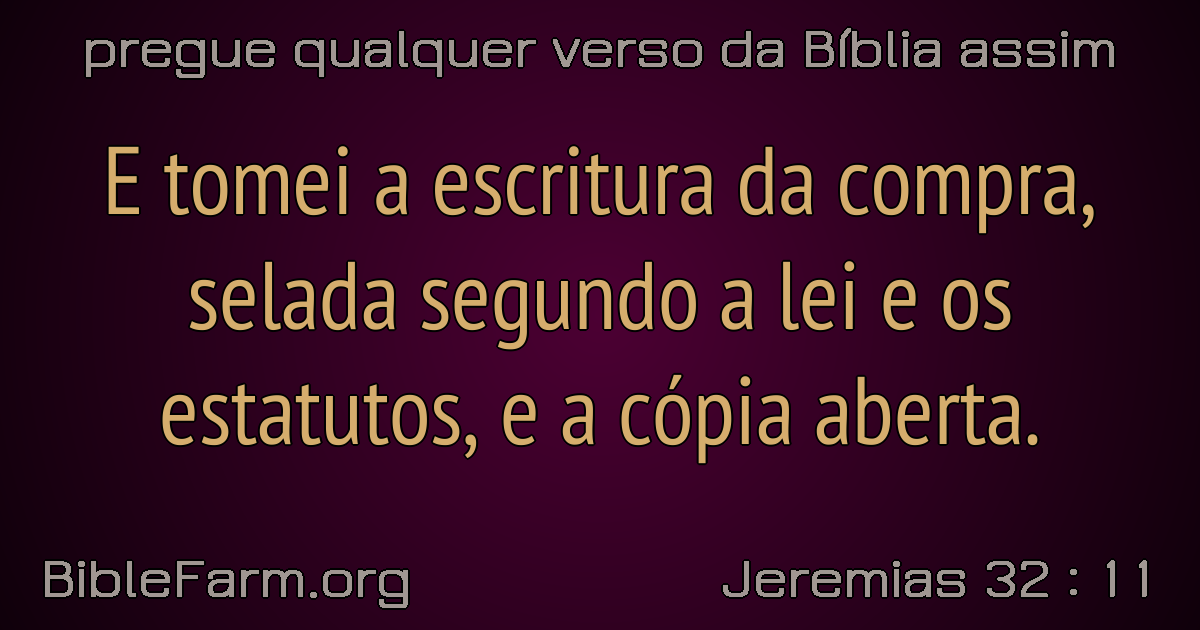 pregue qualquer verso da Bíblia assim
E tomei a escritura da compra,
selada segundo a lei e os
estatutos, e a cópia aberta.
BibleFarm.org
Jeremias 32 : 11